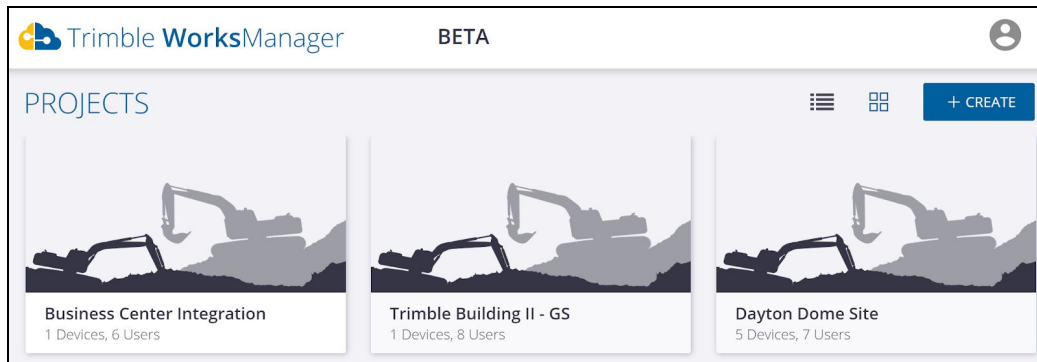 Trimble WorksManager BETA
PROJECTS + CREATE
Business Center Integration
1 Devices, 6 Users
Trimble Building II - GS
1 Devices, 8 Users
Dayton Dome Site
5 Devices, 7 Users